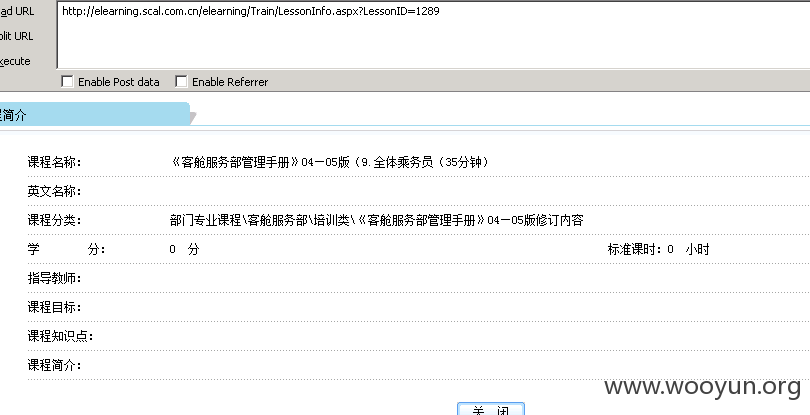 ad URL
http://elearning.scal.com.cn/elearning/Train/LessonInfo.aspx?LessonID=1289
plit URL
xecute
Enable Post data Enable Referrer
程简介
课程名称: 《客舱服务部管理手册》04－05版（9.全体乘务员（35分钟）
英文名称:
课程分类: 部门专业课程\客舱服务部\培训类\《客舱服务部管理手册》04－05版修订内容
学 分: 0 分 标准课时: 0 小时
指导教师:
课程目标:
课程知识点:
课程简介:
关 闭
www.wooyun.org